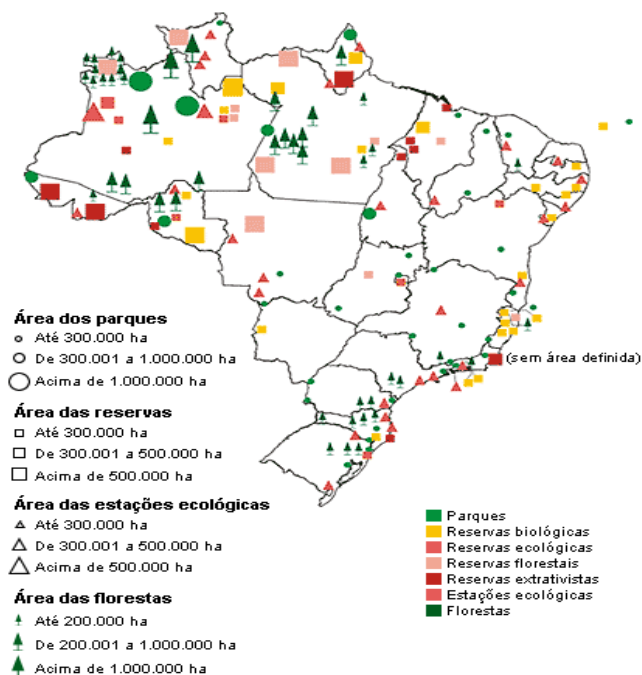 (sem área definida)
Área dos parques
Até 300.000 ha
De 300.001 a 1.000.000 ha
Acima de 1.000.000 ha
Área das reservas
Até 300.000 ha
De 300.001 a 500.000 ha
Acima de 500.000 ha
Área das estações ecológicas
Até 300.000 ha
De 300.001 a 500.000 ha
Acima de 500.000 ha
Área das florestas
Até 200.000 ha
De 200.001 a 1.000.000 ha
Acima de 1.000.000 ha
Parques
Reservas biológicas
Reservas ecológicas
Reservas florestais
Reservas extrativistas
Estações ecológicas
Florestas